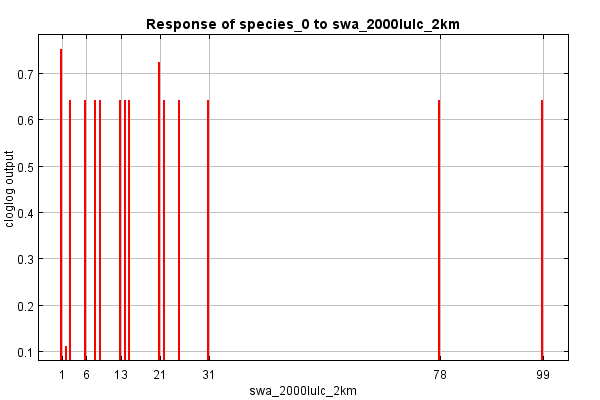 Response of species_0 to swa_2000lulc_2km
cloglog output
0.7
0.6
0.5
0.4
0.3
0.2
0.1
1 6 13 21 31 78 99
swa_2000lulc_2km